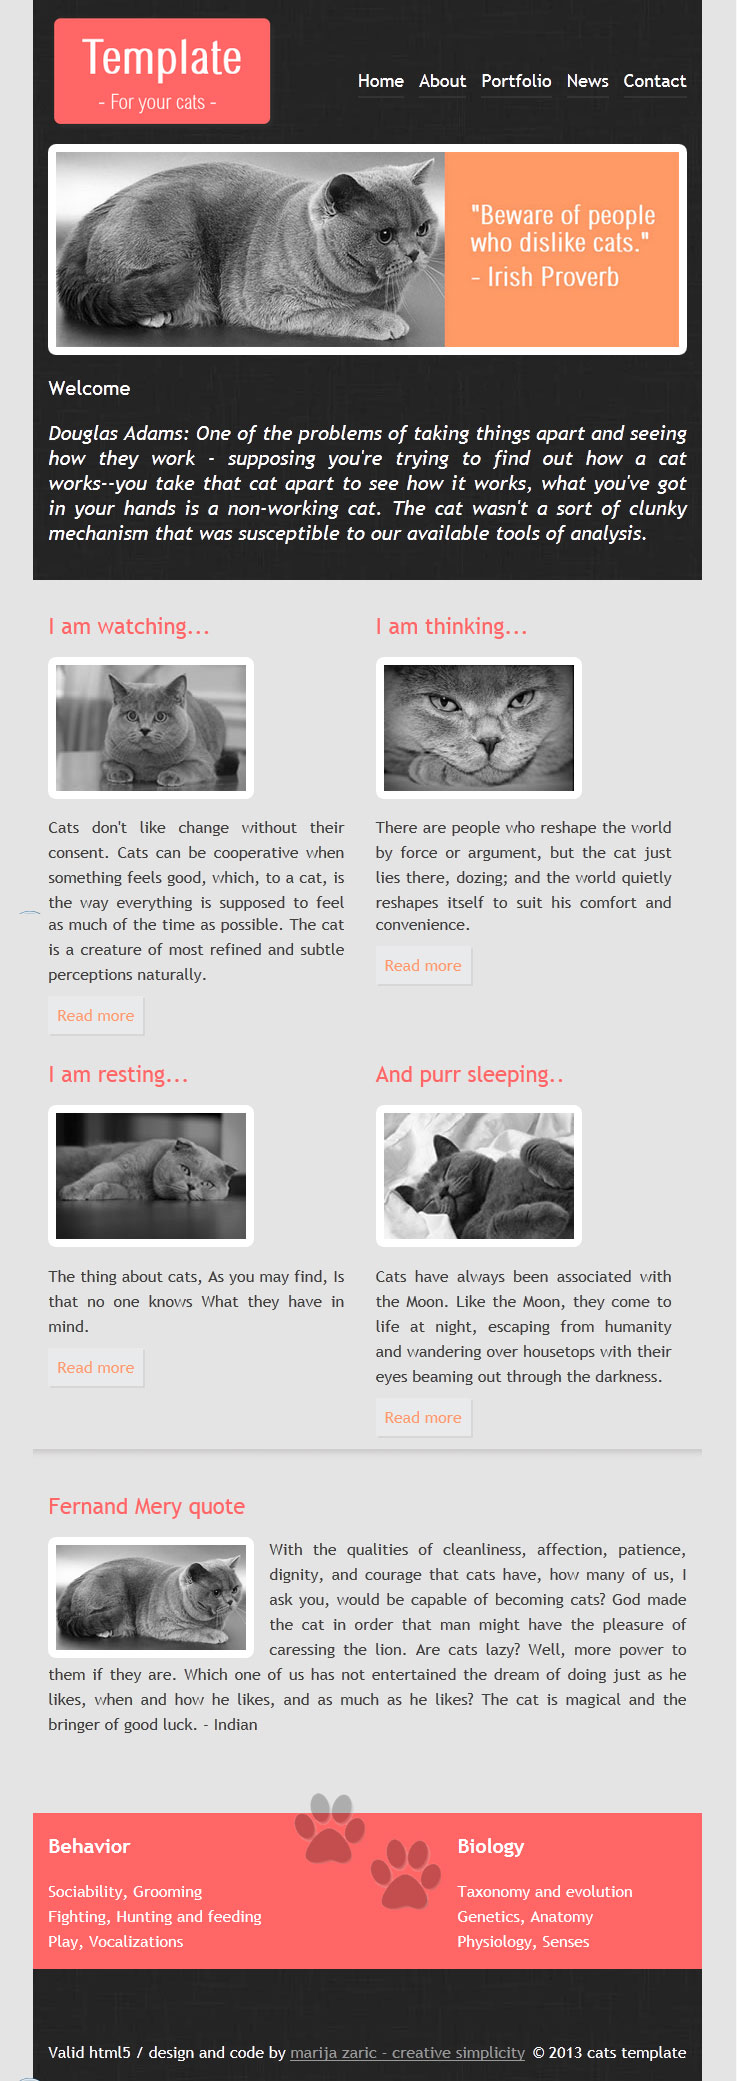 Template
- For your cats -
Home About Portfolio News Contact
"Beware of people
who dislike cats."
- Irish Proverb
Welcome
Douglas Adams: One of the problems of taking things apart and seeing
how they work - supposing you're trying to find out how a cat
works--you take that cat apart to see how it works, what you've got
in your hands is a non-working cat. The cat wasn't a sort of clunky
mechanism that was susceptible to our available tools of analysis.
I am watching...
Cats don't like change without their
consent. Cats can be cooperative when
something feels good, which, to a cat, is
the way everything is supposed to feel
as much of the time as possible. The cat
is a creature of most refined and subtle
perceptions naturally.
Read more
I am thinking...
There are people who reshape the world
by force or argument, but the cat just
lies there, dozing; and the world quietly
reshapes itself to suit his comfort and
convenience.
Read more
I am resting...
The thing about cats, As you may find, Is
that no one knows What they have in
mind.
Read more
And purr sleeping..
Cats have always been associated with
the Moon. Like the Moon, they come to
life at night, escaping from humanity
and wandering over housetops with their
eyes beaming out through the darkness.
Read more
Fernand Mery quote
With the qualities of cleanliness, affection, patience,
dignity, and courage that cats have, how many of us, I
ask you, would be capable of becoming cats? God made
the cat in order that man might have the pleasure of
caressing the lion. Are cats lazy? Well, more power to
them if they are. Which one of us has not entertained the dream of doing just as he
likes, when and how he likes, and as much as he likes? The cat is magical and the
bringer of good luck. - Indian
Behavior
Sociability, Grooming
Fighting, Hunting and feeding
Play, Vocalizations
Biology
Taxonomy and evolution
Genetics, Anatomy
Physiology, Senses
Valid html5 / design and code by marija zaric - creative simplicity © 2013 cats template